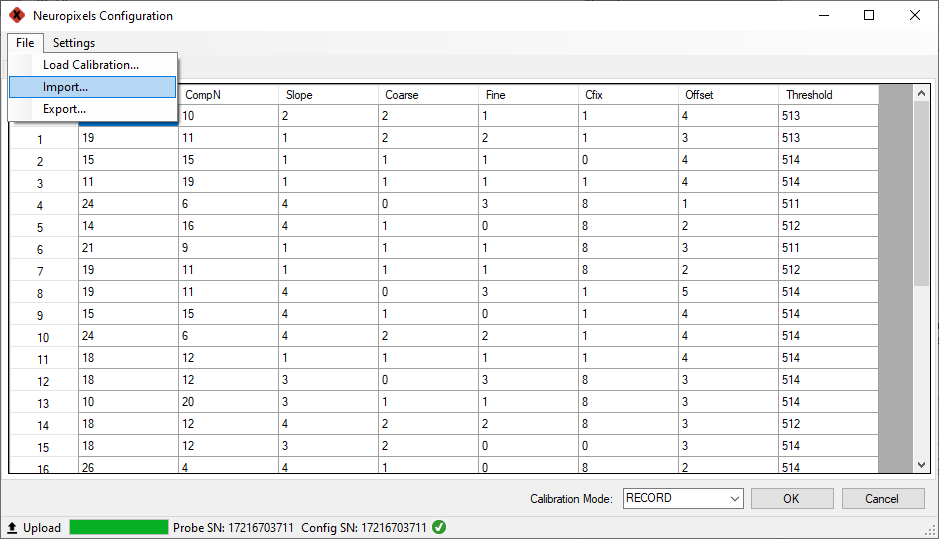 Neuropixels Configuration
File Settings
Load Calibration...
Import...
Export...
CompN Slope Coarse Fine Cfix Offset Threshold
10 2 2 1 1 4 513
1 19 11 1 2 2 1 3 513
2 15 15 1 1 1 0 4 514
3 11 19 1 1 1 1 4 514
4 24 6 4 0 3 8 1 511
5 14 16 4 1 0 8 2 512
6 21 9 1 1 1 8 3 511
7 19 11 1 1 1 8 2 512
8 19 11 4 0 3 1 5 514
9 15 15 4 1 0 1 4 514
10 24 6 4 2 2 1 4 514
11 18 12 1 1 1 1 4 514
12 18 12 3 0 3 8 3 514
13 10 20 3 1 1 8 3 514
14 18 12 4 2 2 8 3 512
15 18 12 3 2 0 0 3 514
16 26 4 4 1 0 8 2 514
Calibration Mode: RECORD OK Cancel
Upload Probe SN: 17216703711 Config SN: 17216703711